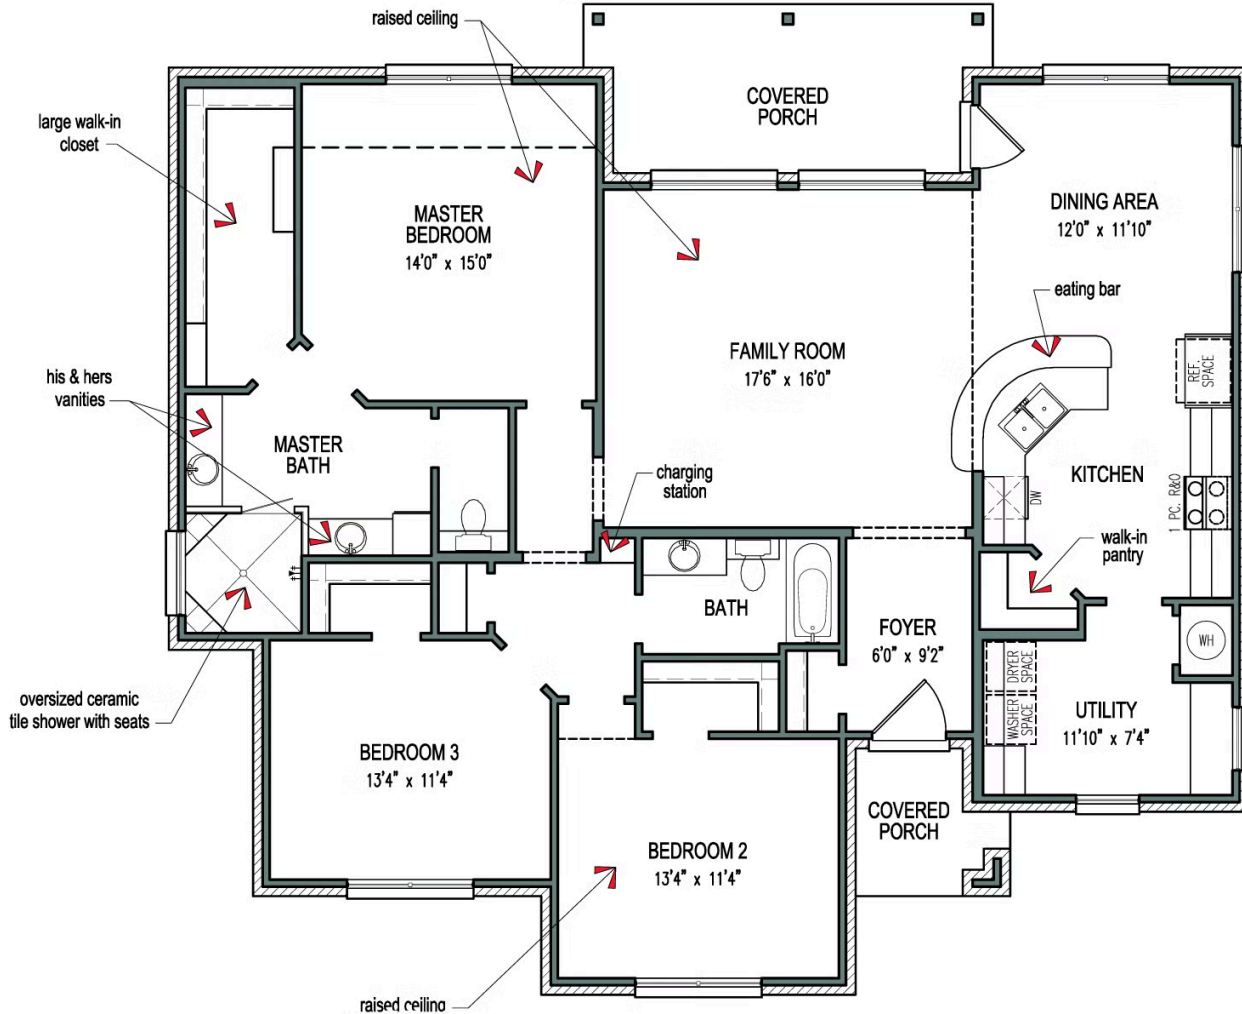 raised ceiling
COVERED
PORCH
large walk-in
closet
MASTER
BEDROOM
14'0" x 15'0"
DINING AREA
12'0" x 11'10"
eating bar
FAMILY ROOM
17'6" x 16'0"
REF.
SPACE
his & hers
vanities
MASTER
BATH
charging
station
KITCHEN
DW
1 PC. R&O
walk-in
pantry
BATH
FOYER
6'0" x 9'2"
WH
DRYER
SPACE
WASHER
SPACE
UTILITY
11'10" x 7'4"
oversized ceramic
tile shower with seats
BEDROOM 3
13'4" x 11'4"
COVERED
PORCH
BEDROOM 2
13'4" x 11'4"
raised ceiling